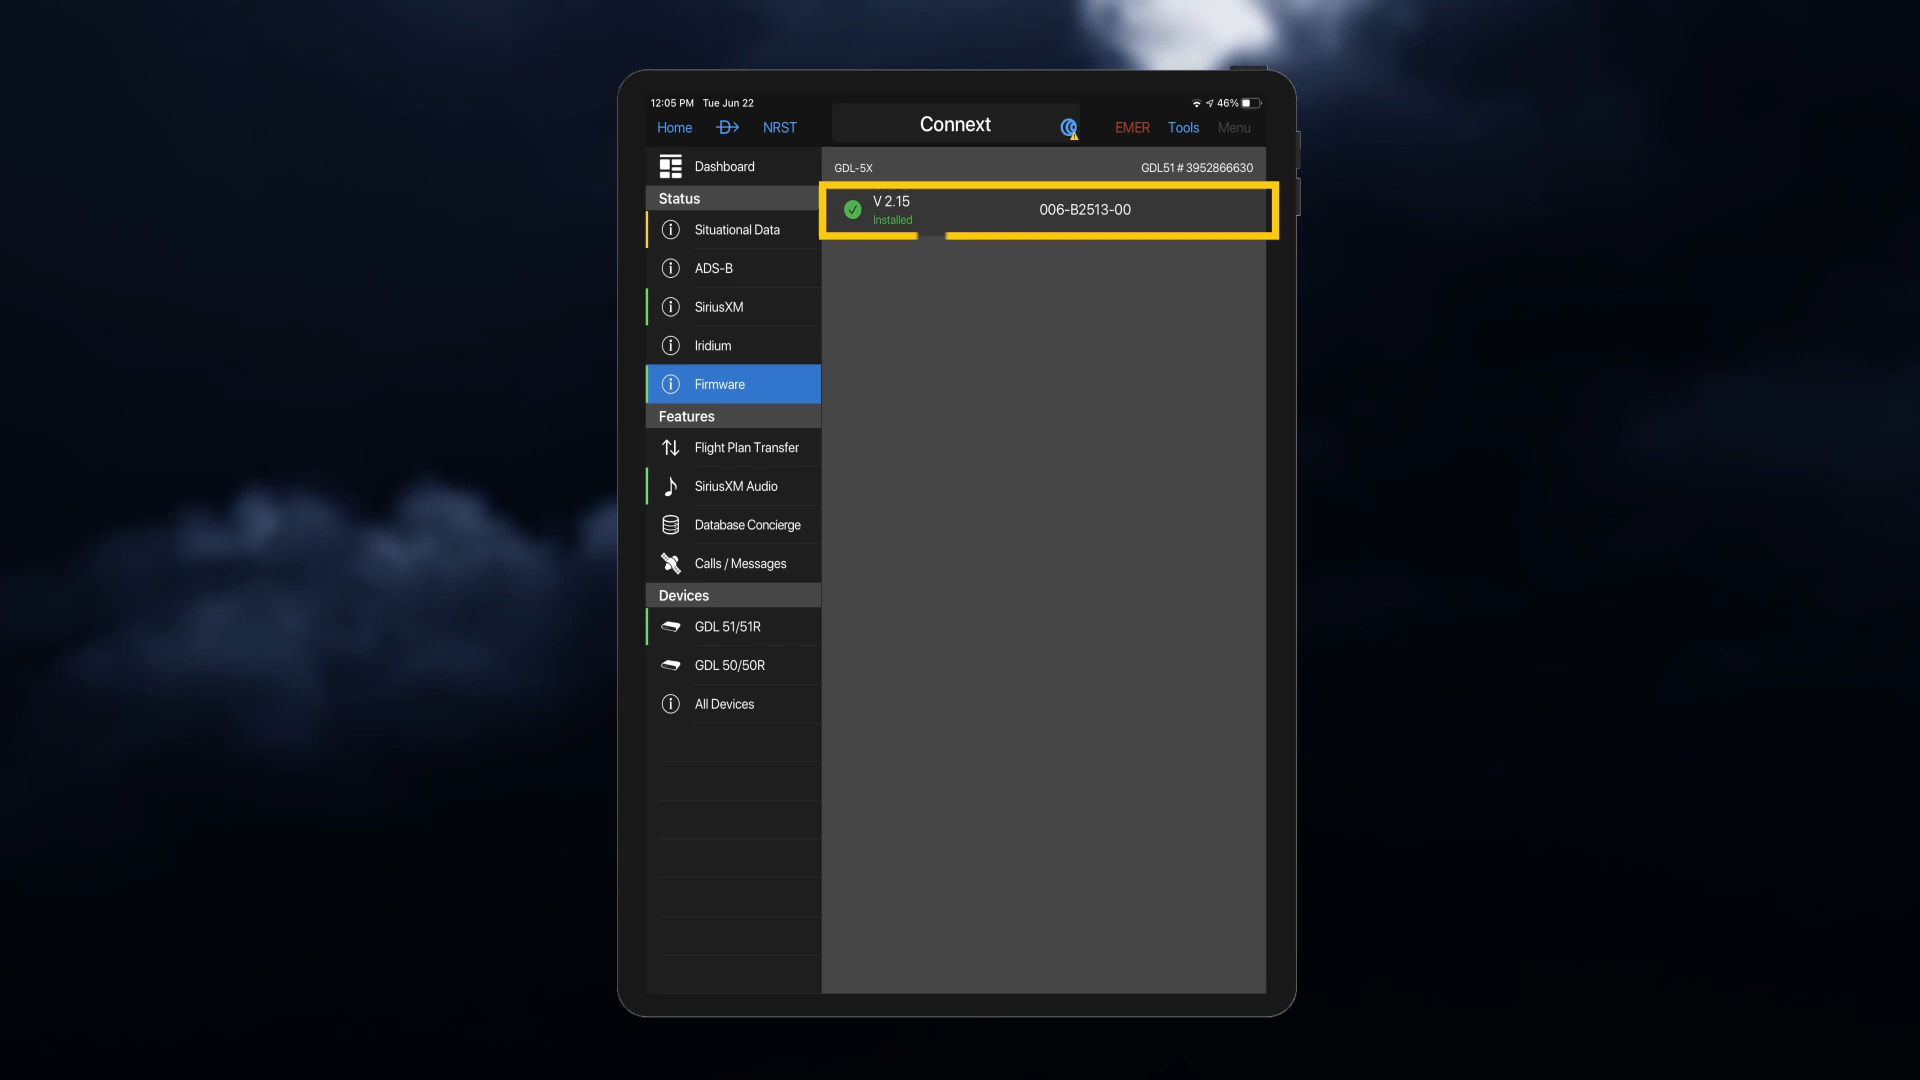 12:05 PM Tue Jun 22
46%
Home
NRST
Connext
EMER
Tools
Menu
Dashboard
Status
Situational Data
ADS-B
SiriusXM
Iridium
Firmware
Features
Flight Plan Transfer
SiriusXM Audio
Database Concierge
Calls / Messages
Devices
GDL 51/51R
GDL 50/50R
All Devices
GDL-5X
GDL51 # 3952866630
V 2.15
Installed
006-B2513-00